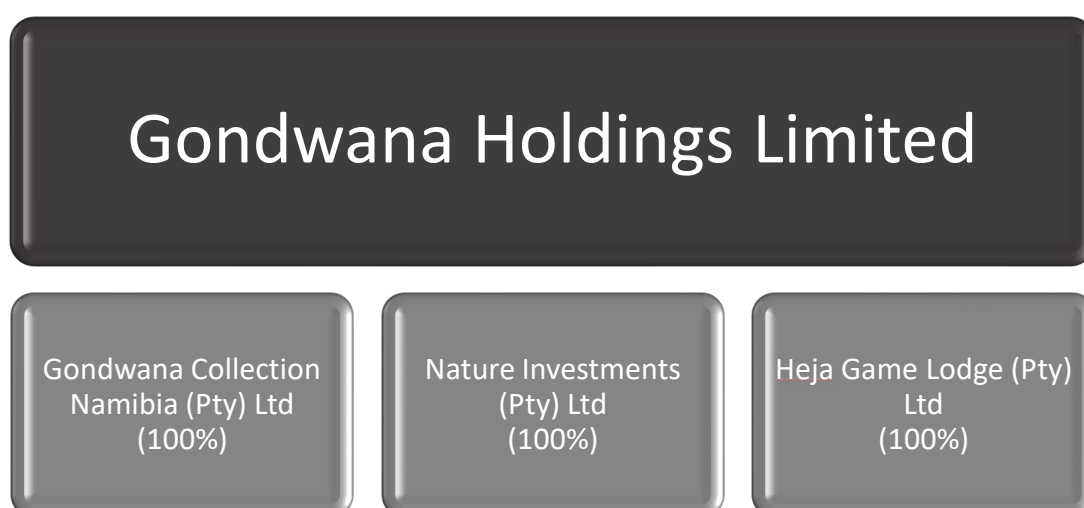 Gondwana Holdings Limited
Gondwana Collection
Namibia (Pty) Ltd
(100%)
Nature Investments
(Pty) Ltd
(100%)
Heja Game Lodge (Pty)
Ltd
(100%)